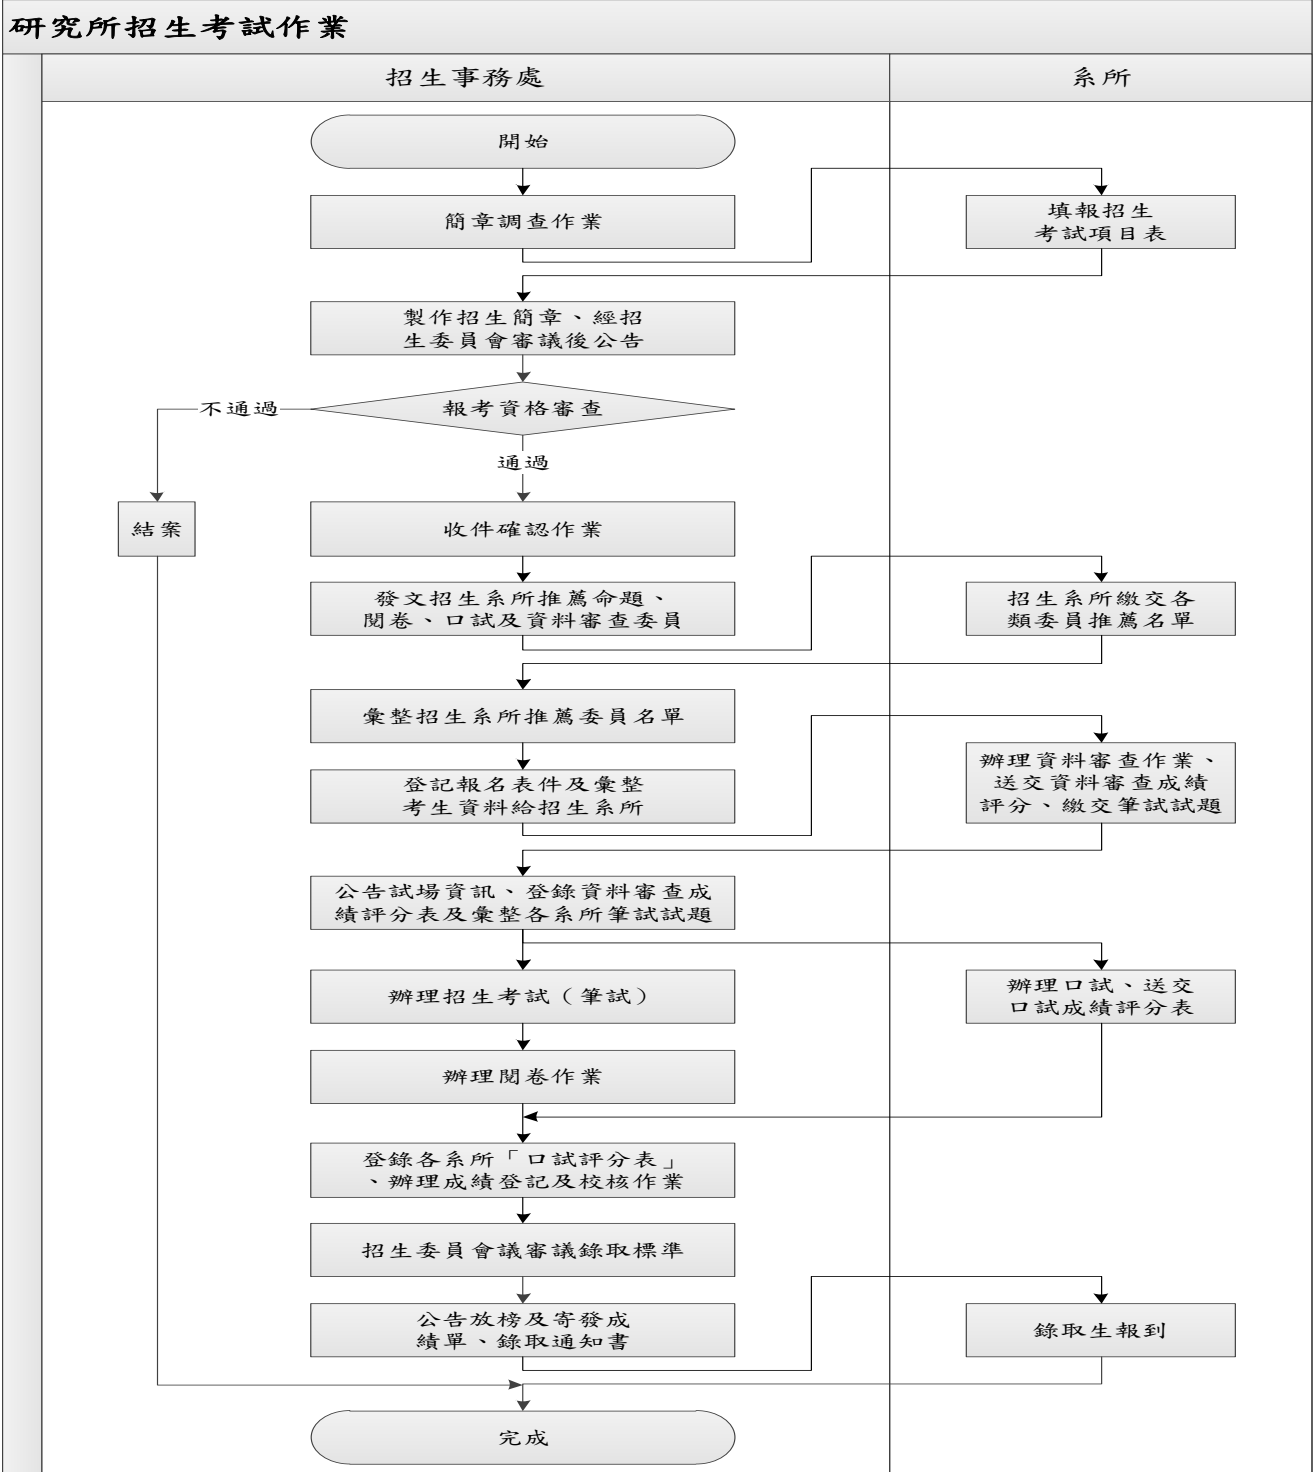 研究所招生考試作業
招生事務處
系所
開始
簡章調查作業
填報招生
考試項目表
製作招生簡章、經招
生委員會審議後公告
報考資格審查
不通過
通過
結案
收件確認作業
發文招生系所推薦命題、
閱卷、口試及資料審查委員
招生系所繳交各
類委員推薦名單
彙整招生系所推薦委員名單
登記報名表件及彙整
考生資料給招生系所
辦理資料審查作業、
送交資料審查成績
評分、繳交筆試試題
公告試場資訊、登錄資料審查成
績評分表及彙整各系所筆試試題
辦理招生考試（筆試）
辦理口試、送交
口試成績評分表
辦理閱卷作業
登錄各系所「口試評分表」
、辦理成績登記及校核作業
招生委員會議審議錄取標準
公告放榜及寄發成
績單、錄取通知書
錄取生報到
完成